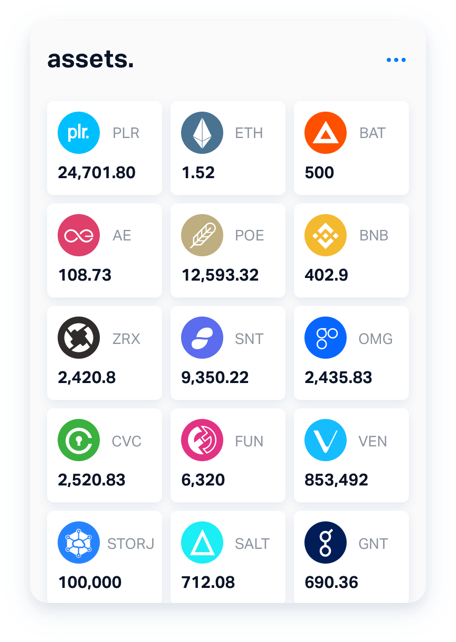 assets.
plr. PLR
ETH
BAT
24,701.80
1.52
500
AE
POE
BNB
108.73
12,593.32
402.9
ZRX
SNT
OMG
2,420.8
9,350.22
2,435.83
CVC
FUN
VEN
2,520.83
6,320
853,492
STORJ
SALT
GNT
100,000
712.08
690.36